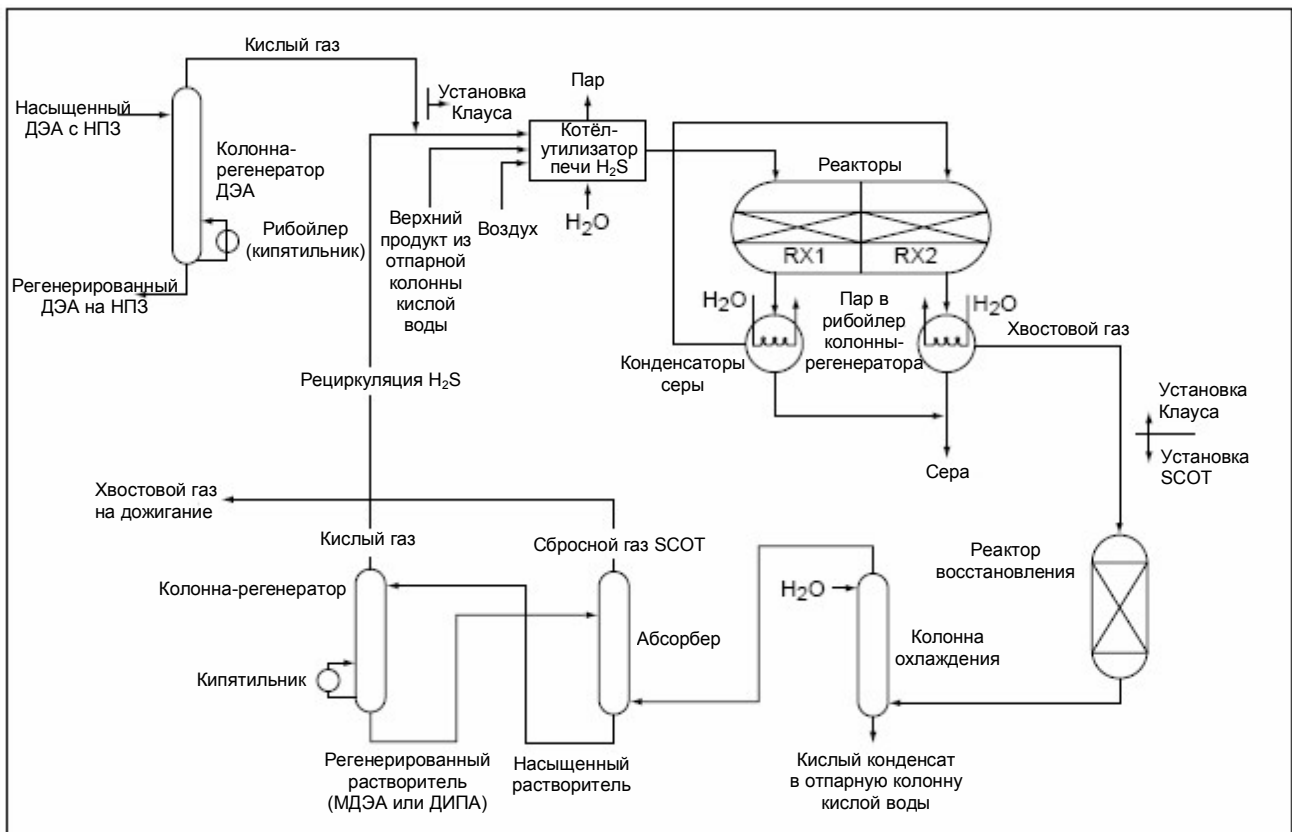 Кислый газ
Насыщенный
ДЭА с НПЗ
Колонна-
регенератор
ДЭА
Рибойлер
(кипятильник)
Регенерированный
ДЭА на НПЗ
Установка
Клауса
Пар
Котёл-
утилизатор
печи H₂S
Верхний
продукт из
отпарной
колонны
кислой
воды
Воздух
H₂O
Реакторы
RX1
RX2
H₂O
Пар в
рибойлер
колонны-
регенератора
H₂O
Конденсаторы
серы
Хвостовой газ
Сера
Установка
Клауса
Установка
SCOT
Рециркуляция H₂S
Хвостовой газ
на дожигание
Кислый газ
Сбросной газ SCOT
Колонна-регенератор
Кипятильник
Абсорбер
H₂O
Колонна
охлаждения
Реактор
восстановления
Регенерированный
растворитель
(МДЭА или ДИПА)
Насыщенный
растворитель
Кислый конденсат
в отпарную колонну
кислой воды